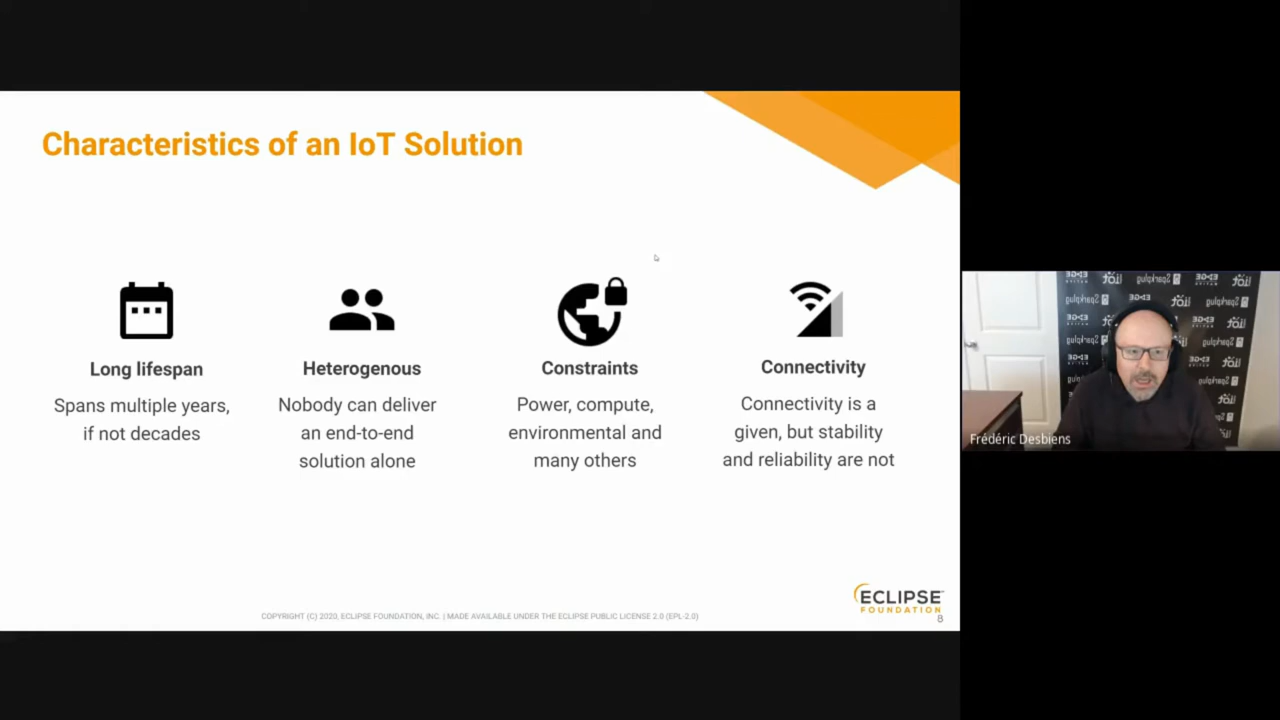 Characteristics of an IoT Solution
Long lifespan
Spans multiple years,
if not decades
Heterogenous
Nobody can deliver
an end-to-end
solution alone
Constraints
Power, compute,
environmental and
many others
Connectivity
Connectivity is a
given, but stability
and reliability are not
COPYRIGHT (C) 2020, ECLIPSE FOUNDATION, INC. | MADE AVAILABLE UNDER THE ECLIPSE PUBLIC LICENSE 2.0 (EPL-2.0)
ECLIPSE
FOUNDATION
8
Frédéric Desbiens